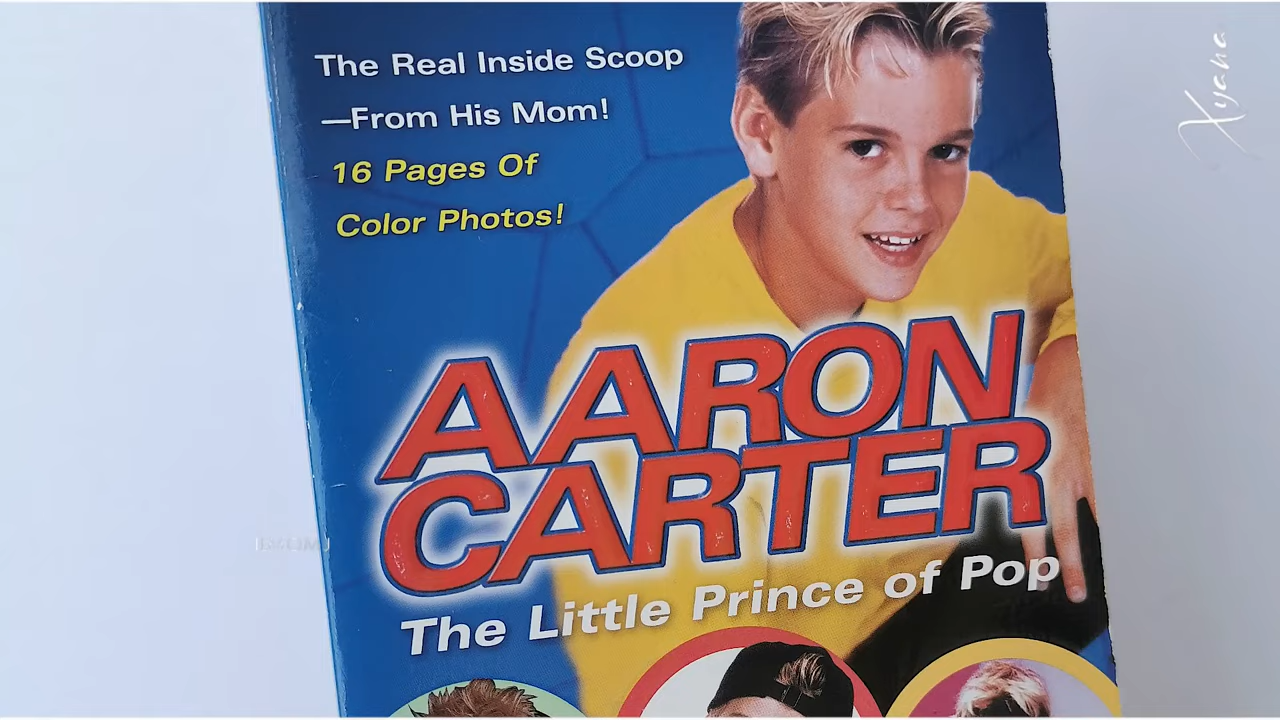 The Real Inside Scoop
—From His Mom!
16 Pages Of
Color Photos!
AARON
CARTER
The Little Prince of Pop
Xyana